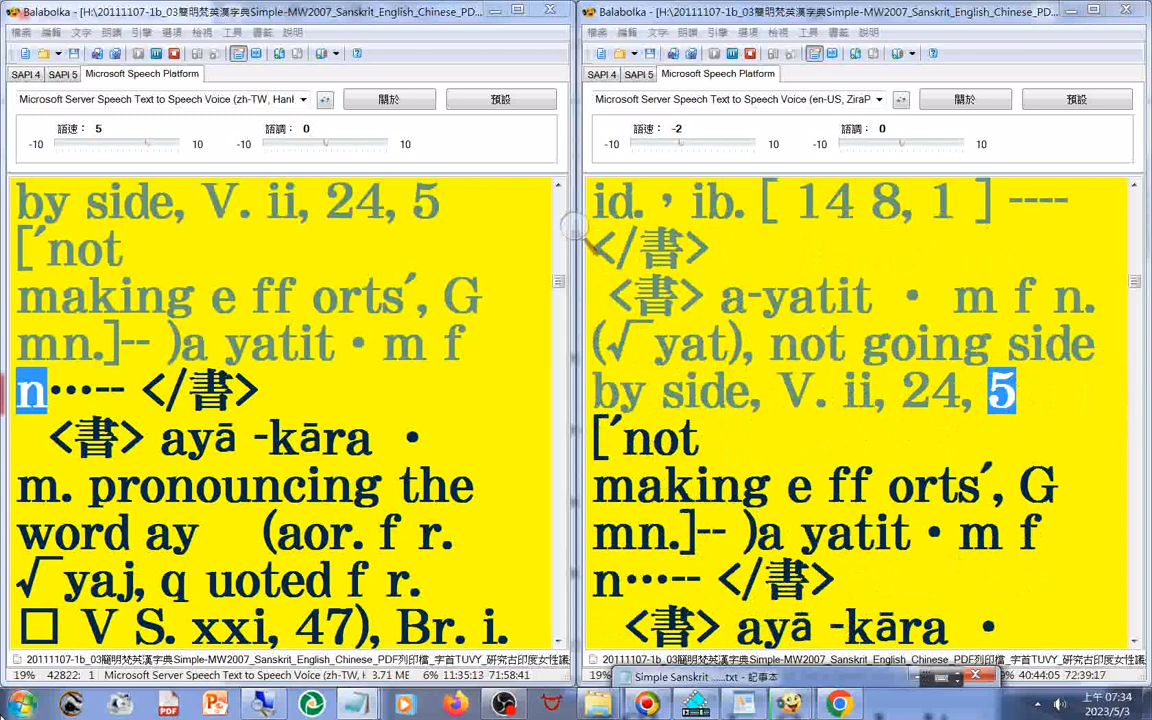 Balabolka - [H:\20111107-1b_03簡明梵英漢字典Simple-MW2007_Sanskrit_English_Chinese_PD...
檔案 編輯 文字 朗讀 引擎 選項 檢視 工具 書籤 說明
SAPI 4 SAPI 5 Microsoft Speech Platform
Microsoft Server Speech Text to Speech Voice (zh-TW, Hanl
關於 預設
語速： 5 語調： 0
-10 10 -10 10
by side, V. ii, 24, 5
[´not
making e ff orts´, G
mn.]-- )a yatit • m f
n…-- </書>
<書> ayā -kāra •
m. pronouncing the
word ay (aor. f r.
√yaj, q uoted f r.
□ V S. xxi, 47), Br. i.
20111107-1b_03簡明梵英漢字典Simple-MW2007_Sanskrit_English_Chinese_PDF列印檔_字首TUVY_研究古印度女性議
19% 42822: 1 Microsoft Server Speech Text to Speech Voice (zh-TW, 3.71 ME 6% 11:35:13 71:58:41
Balabolka - [H:\20111107-1b_03簡明梵英漢字典Simple-MW2007_Sanskrit_English_Chinese_PD...
檔案 編輯 文字 朗讀 引擎 選項 檢視 工具 書籤 說明
SAPI 4 SAPI 5 Microsoft Speech Platform
Microsoft Server Speech Text to Speech Voice (en-US, ZiraP
關於 預設
語速： -2 語調： 0
-10 10 -10 10
id.，ib. [ 14 8, 1 ] ----
</書>
<書> a-yatit • m f n.
(√yat), not going side
by side, V. ii, 24, 5
[´not
making e ff orts´, G
mn.]-- )a yatit • m f
n…-- </書>
<書> ayā -kāra •
20111107-1b_03簡明梵英漢字典Simple-MW2007_Sanskrit_English_Chinese_PDF列印檔_字首TUVY_研究古印度女性議
19% Simple Sanskrit ......txt - 記事本 40:44:05 72:39:17
上午 07:34
2023/5/3